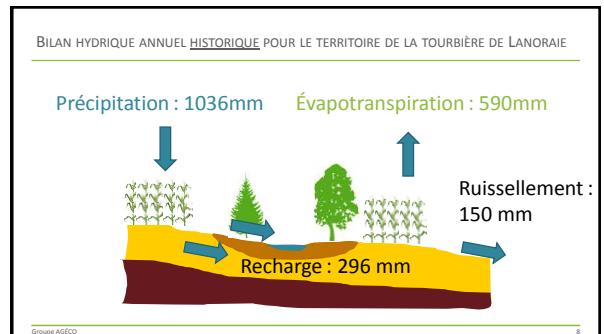 BILAN HYDRIQUE ANNUEL HISTORIQUE POUR LE TERRITOIRE DE LA TOURBIÈRE DE LANORAIE
Précipitation : 1036mm
Évapotranspiration : 590mm
Ruissellement :
150 mm
Recharge : 296 mm
Groupe AGÉCO
8